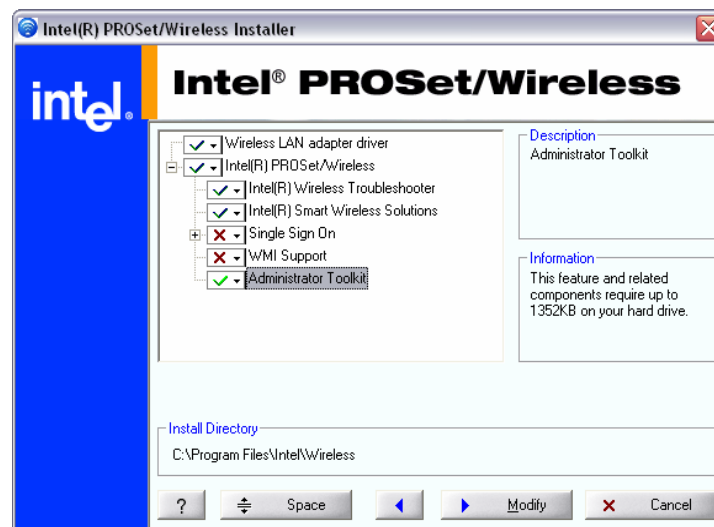 Intel(R) PROSet/Wireless Installer
intel.
Intel® PROSet/Wireless
Wireless LAN adapter driver
Intel(R) PROSet/Wireless
Intel(R) Wireless Troubleshooter
Intel(R) Smart Wireless Solutions
Single Sign On
WMI Support
Administrator Toolkit
Description
Administrator Toolkit
Information
This feature and related
components require up to
1352KB on your hard drive.
Install Directory
C:\Program Files\Intel\Wireless
?
Space
Modify
Cancel